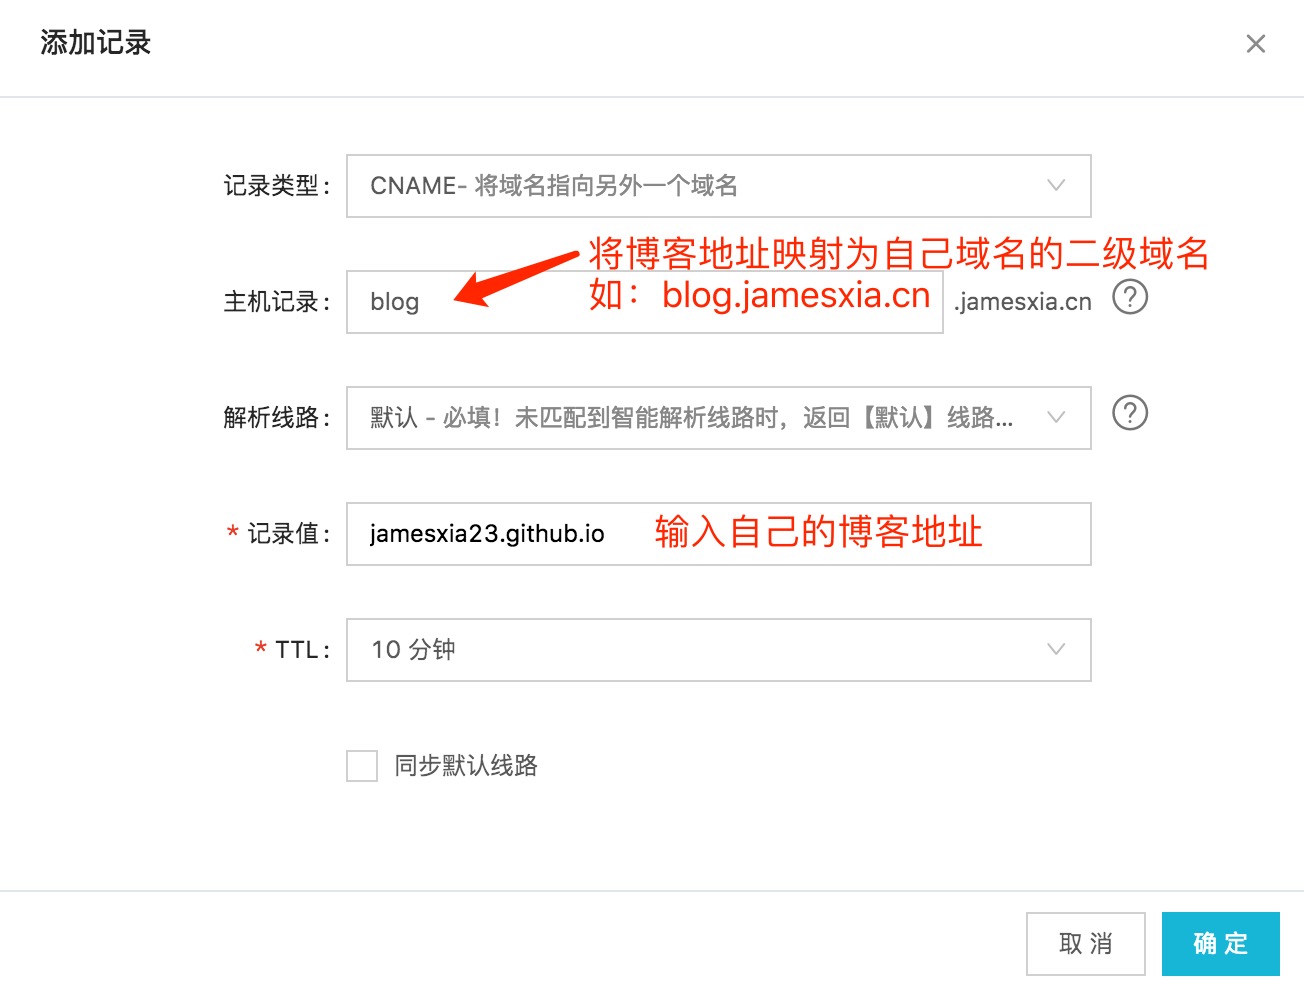 添加记录
记录类型: CNAME- 将域名指向另外一个域名
将博客地址映射为自己域名的二级域名
如：blog.jamesxia.cn
主机记录: blog .jamesxia.cn ?
解析线路: 默认 - 必填！未匹配到智能解析线路时，返回【默认】线路... ?
* 记录值: jamesxia23.github.io 输入自己的博客地址
* TTL: 10 分钟
同步默认线路
取 消 确 定